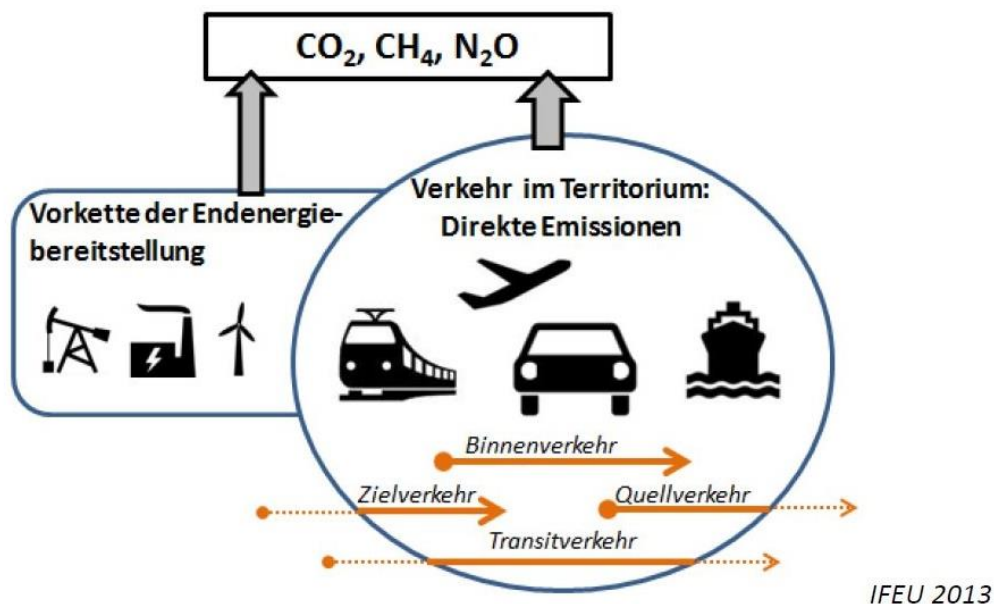 CO₂, CH₄, N₂O
Vorkette der Endenergie-
bereitstellung
Verkehr im Territorium:
Direkte Emissionen
Binnenverkehr
Zielverkehr
Quellverkehr
Transitverkehr
IFEU 2013